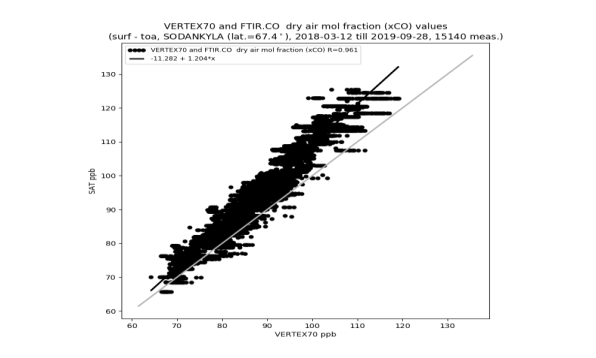 VERTEX70 and FTIR.CO dry air mol fraction (xCO) values
(surf - toa, SODANKYLA (lat.=67.4°), 2018-03-12 till 2019-09-28, 15140 meas.)
VERTEX70 and FTIR.CO dry air mol fraction (xCO) R=0.961
-11.282 + 1.204*x
130
120
110
100
90
80
70
60
SAT ppb
60 70 80 90 100 110 120 130
VERTEX70 ppb